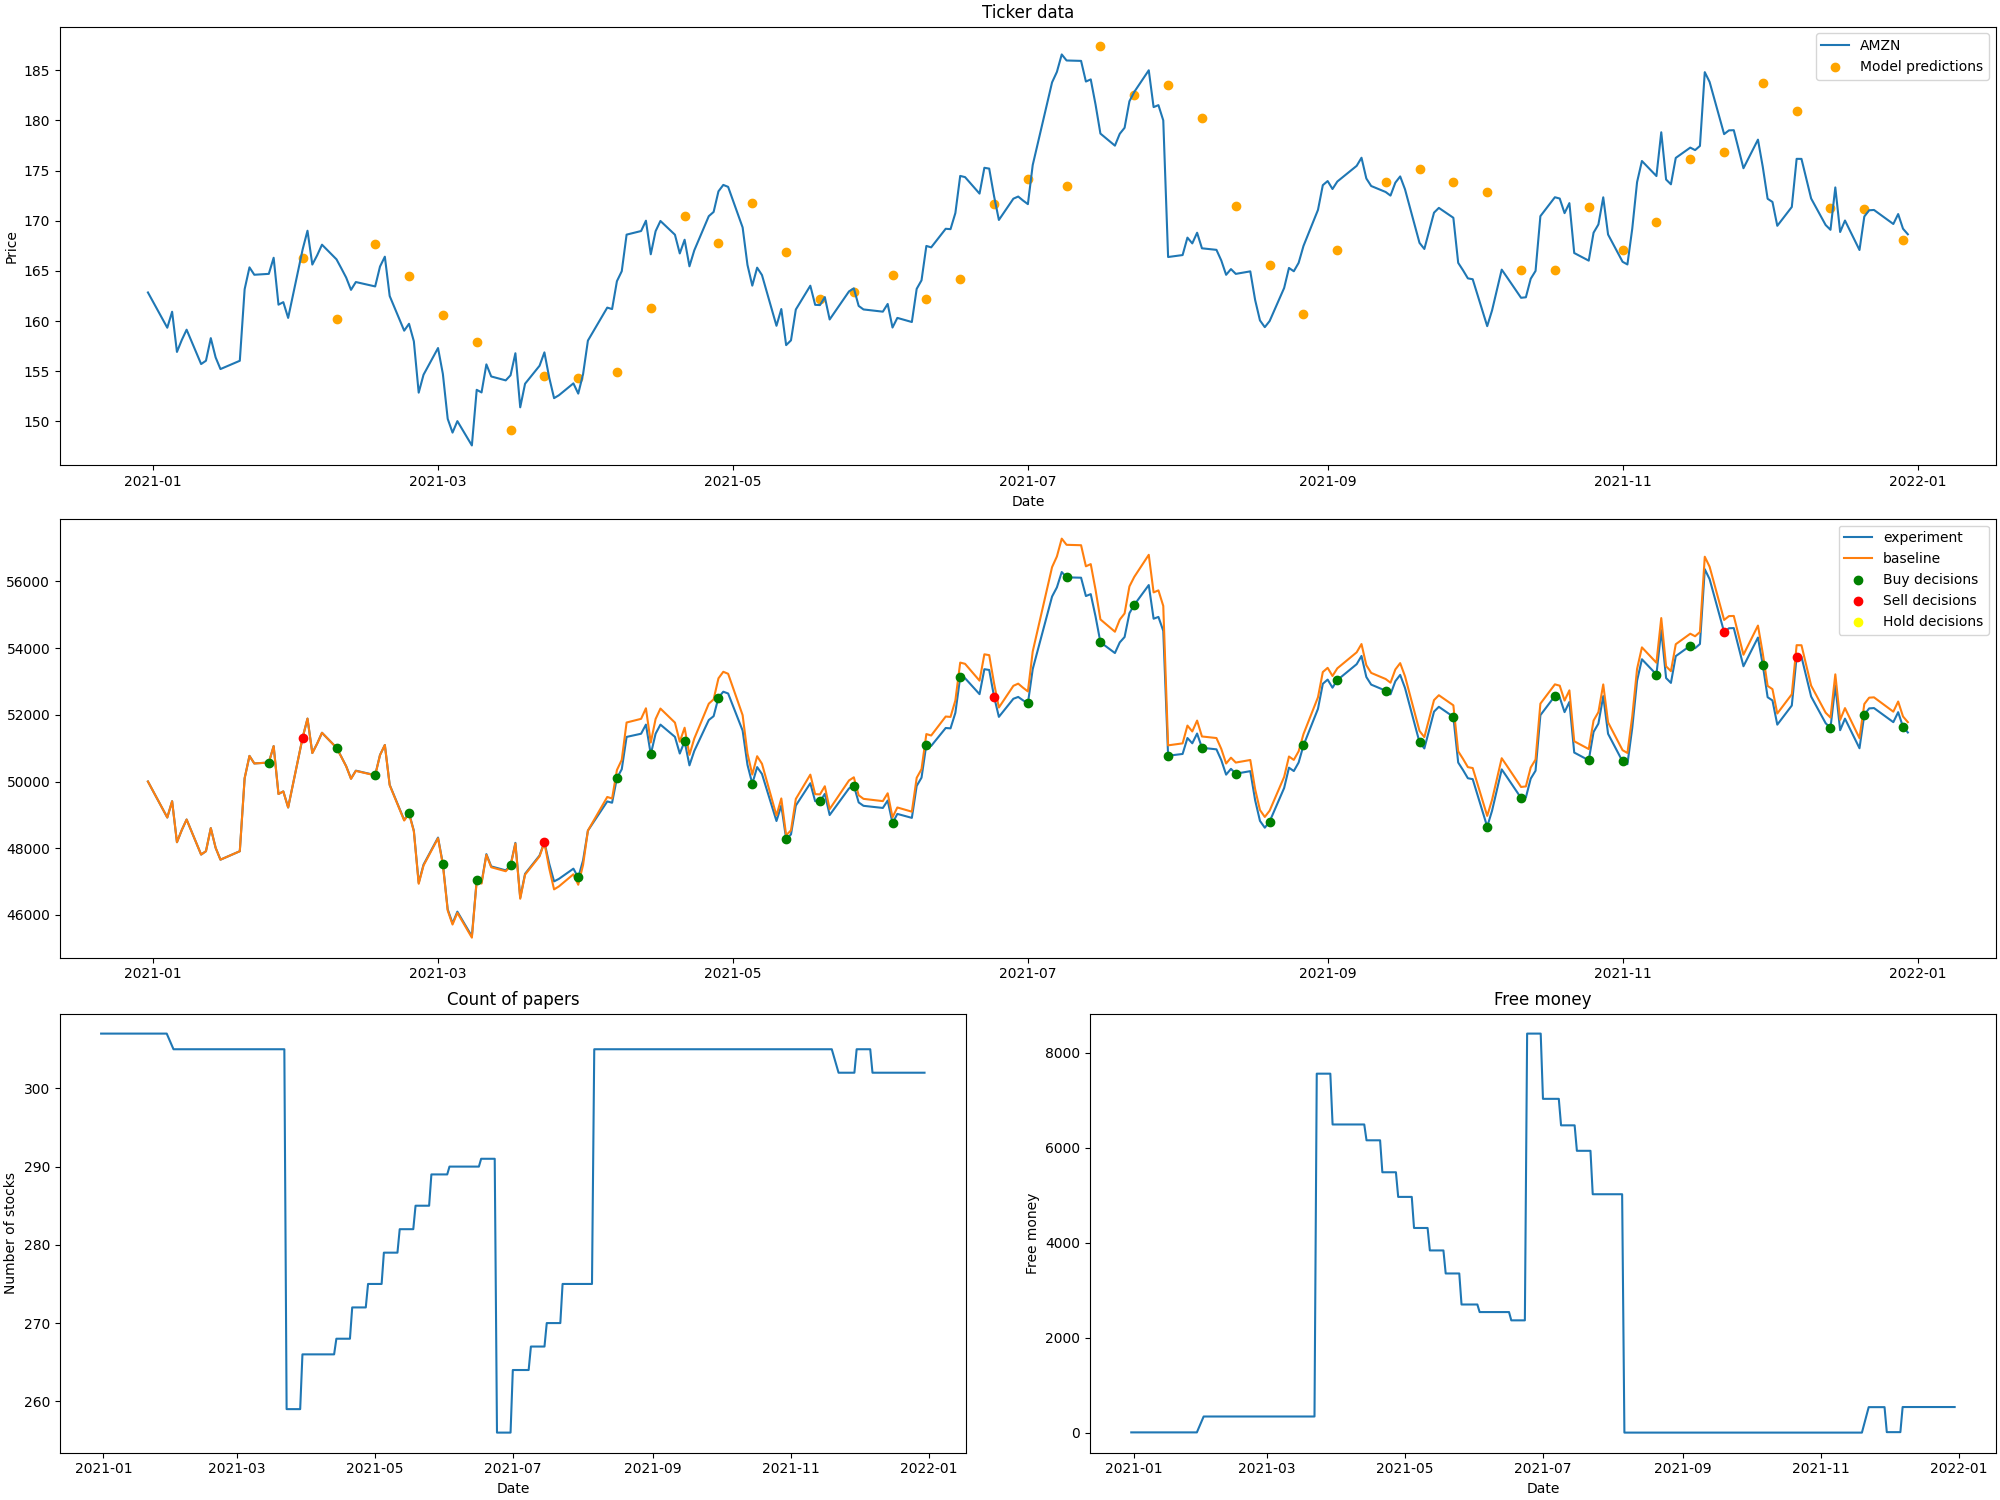 Ticker data
AMZN
Model predictions
185
180
175
170
165
160
155
150
Price
2021-01 2021-03 2021-05 2021-07 2021-09 2021-11 2022-01
Date
experiment
baseline
Buy decisions
Sell decisions
Hold decisions
56000
54000
52000
50000
48000
46000
2021-01 2021-03 2021-05 2021-07 2021-09 2021-11 2022-01
Count of papers
300
290
280
270
260
Number of stocks
2021-01 2021-03 2021-05 2021-07 2021-09 2021-11 2022-01
Date
Free money
8000
6000
4000
2000
0
Free money
2021-01 2021-03 2021-05 2021-07 2021-09 2021-11 2022-01
Date